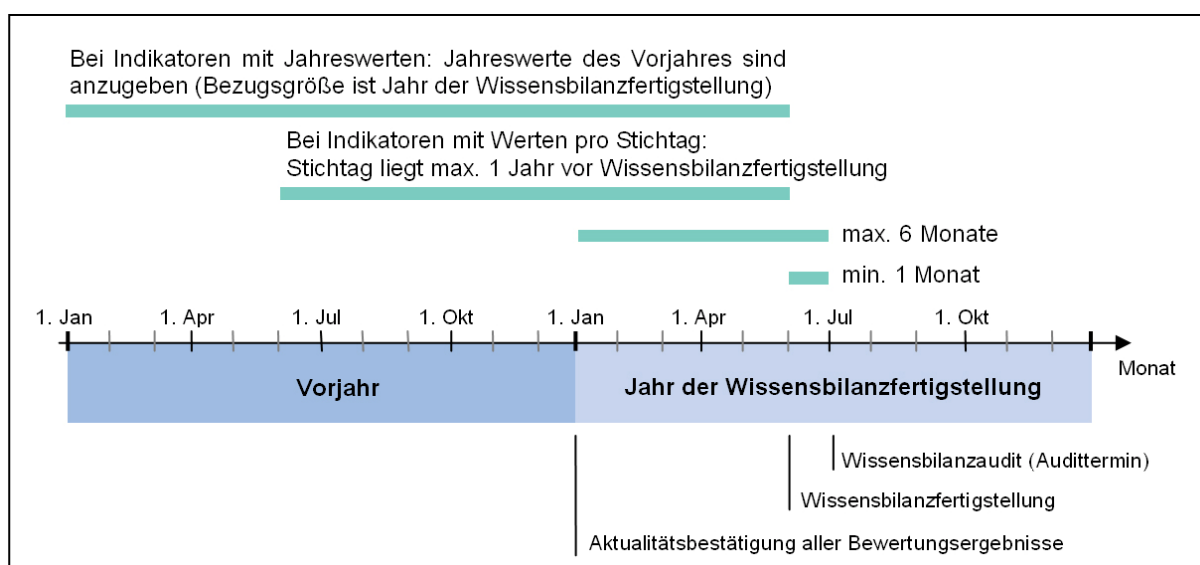 Bei Indikatoren mit Jahreswerten: Jahreswerte des Vorjahres sind
anzugeben (Bezugsgröße ist Jahr der Wissensbilanzfertigstellung)
Bei Indikatoren mit Werten pro Stichtag:
Stichtag liegt max. 1 Jahr vor Wissensbilanzfertigstellung
max. 6 Monate
min. 1 Monat
1. Jan 1. Apr 1. Jul 1. Okt 1. Jan 1. Apr 1. Jul 1. Okt
Monat
Vorjahr Jahr der Wissensbilanzfertigstellung
Wissensbilanzaudit (Audittermin)
Wissensbilanzfertigstellung
Aktualitätsbestätigung aller Bewertungsergebnisse